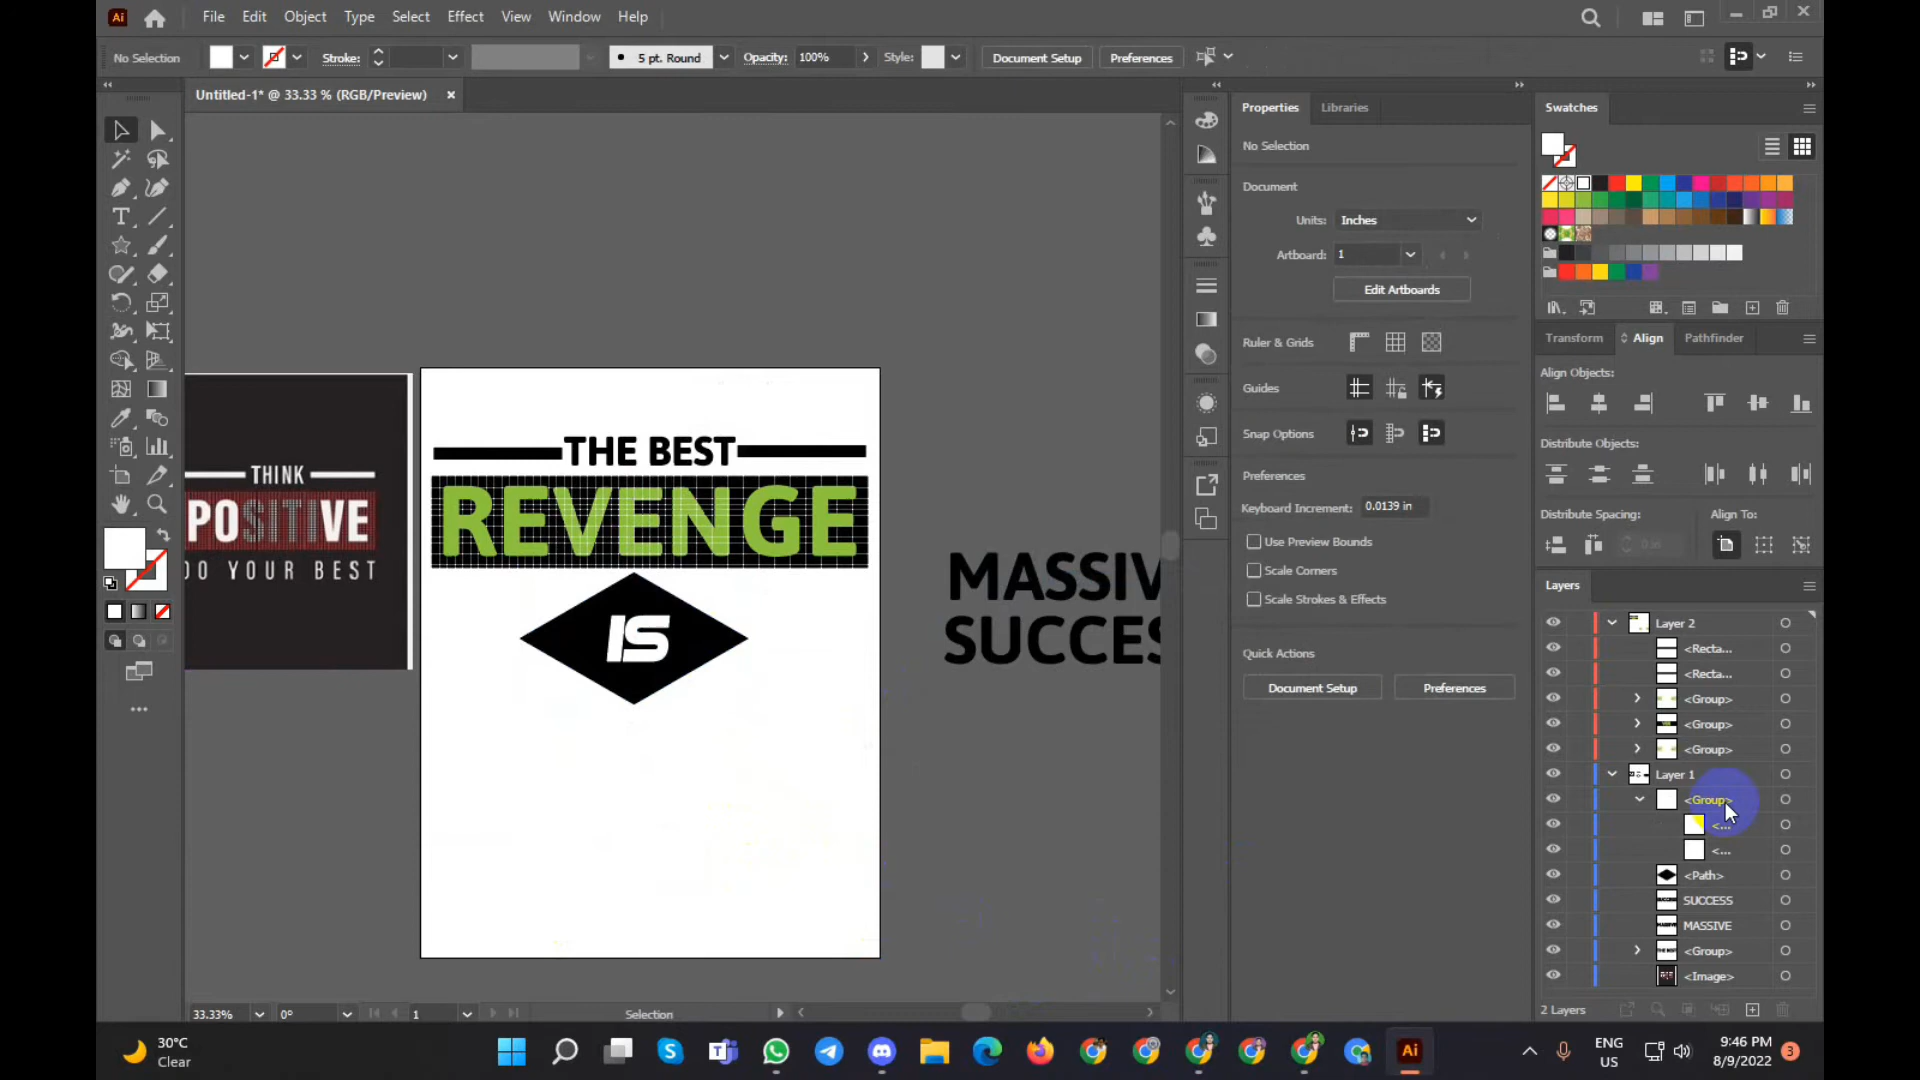 Ai File Edit Object Type Select Effect View Window Help
No Selection Stroke: 5 pt. Round Opacity: 100% Style: Document Setup Preferences
Untitled-1* @ 33.33 % (RGB/Preview)
THINK
POSITIVE
DO YOUR BEST
THE BEST
REVENGE
IS
MASSIV
SUCCES
33.33% 0° 1 Selection
Properties Libraries
No Selection
Document
Units: Inches
Artboard: 1
Edit Artboards
Ruler & Grids
Guides
Snap Options
Preferences
Keyboard Increment: 0.0139 in
Use Preview Bounds
Scale Corners
Scale Strokes & Effects
Quick Actions
Document Setup Preferences
Swatches
Transform Align Pathfinder
Align Objects:
Distribute Objects:
Distribute Spacing: Align To:
Layers
Layer 2
<Recta...
<Recta...
<Group>
<Group>
<Group>
Layer 1
<Group>
<...
<...
<Path>
SUCCESS
MASSIVE
<Group>
<Image>
2 Layers
30°C
Clear
Ai
ENG
US
9:46 PM
8/9/2022
3